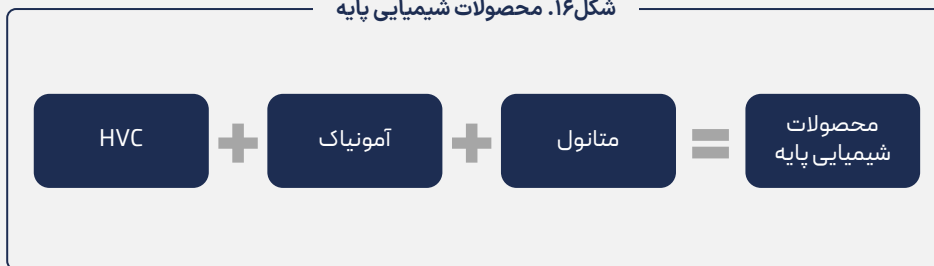 شکل۱۶. محصولات شیمیایی پایه
محصولات
شیمیایی پایه
=
متانول
+
آمونیاک
+
HVC